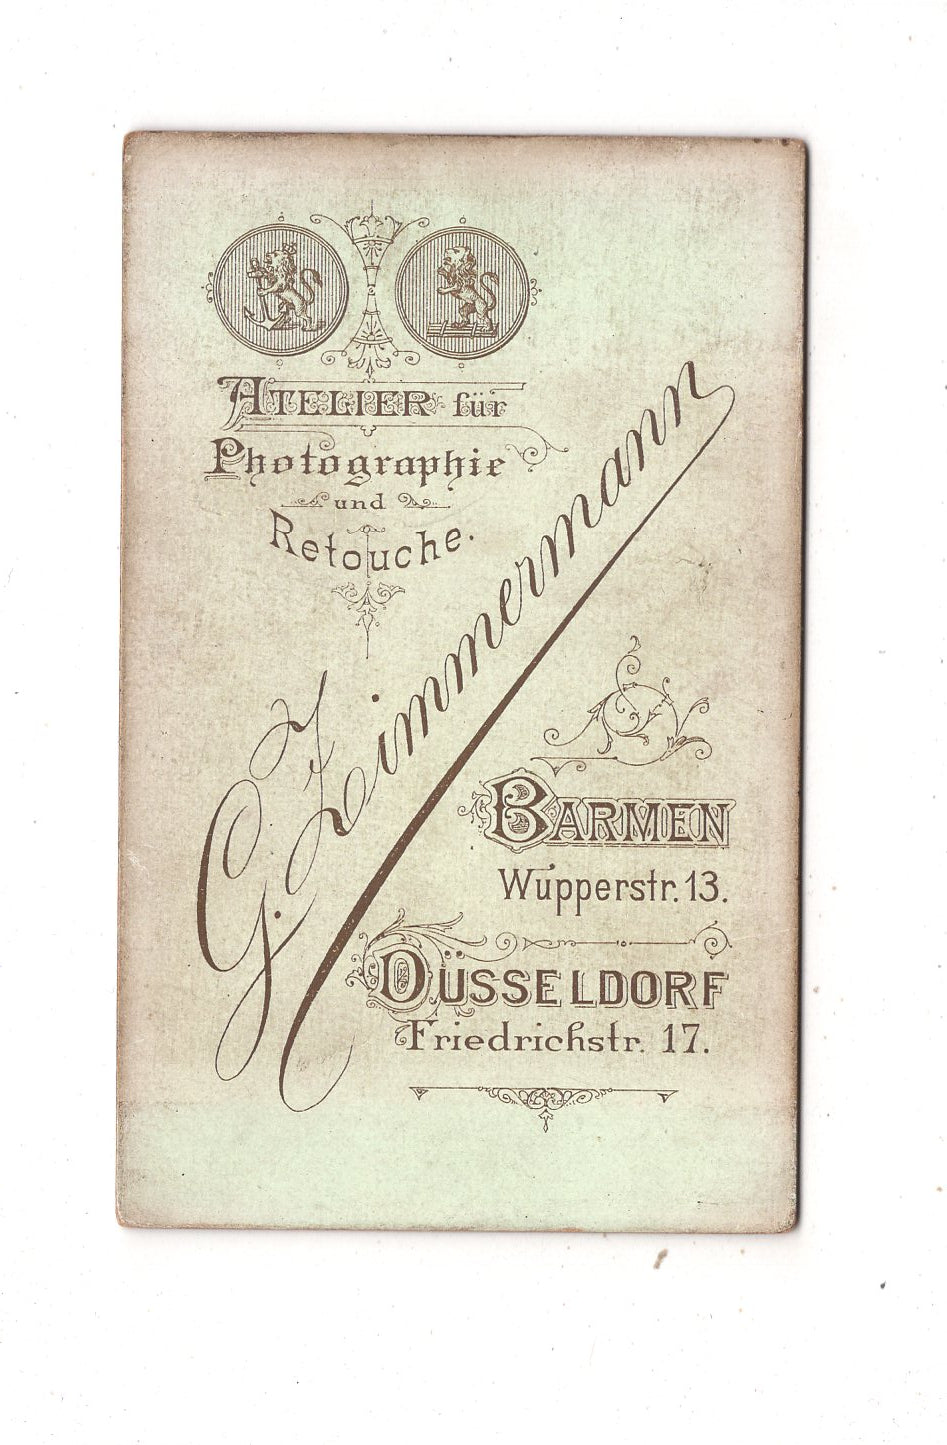 ATELIER für
Photographie
und
Retouche.
G. Zimmermann
BARMEN
Wupperstr. 13.
DÜSSELDORF
Friedrichstr. 17.